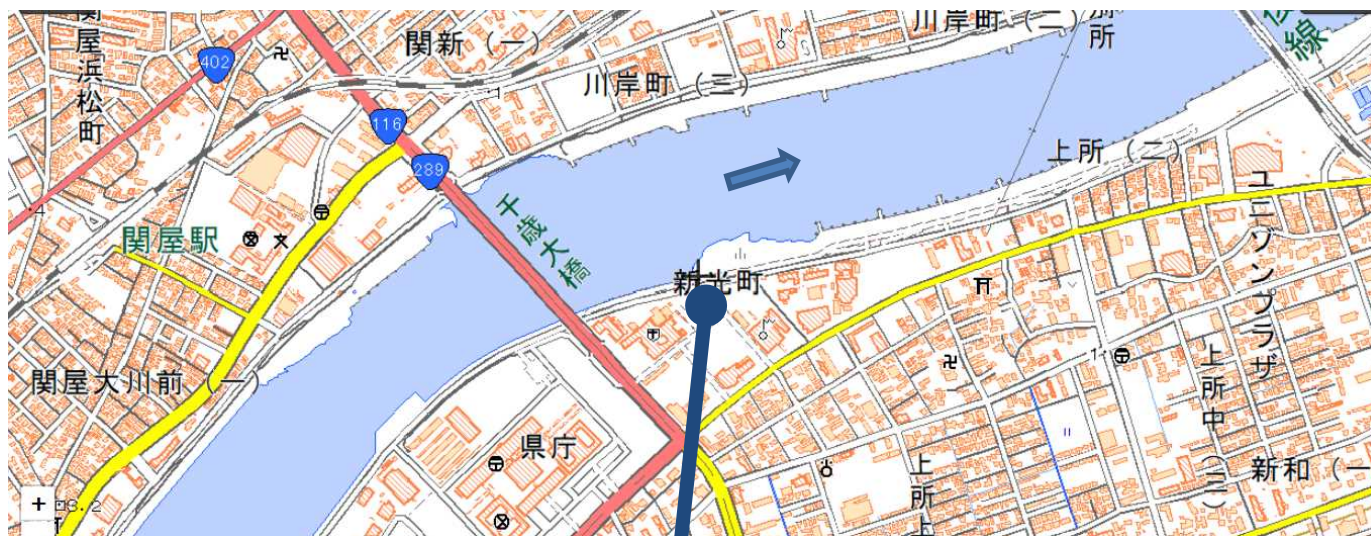 関屋浜松町
402
関新（一）
川岸町（二）
川岸町（三）
116
289
関屋駅
千歳大橋
上所（二）
新光町
ユニゾンプラザ
関屋大川前（一）
県庁
上所中（三）
上所上
新和（一
+